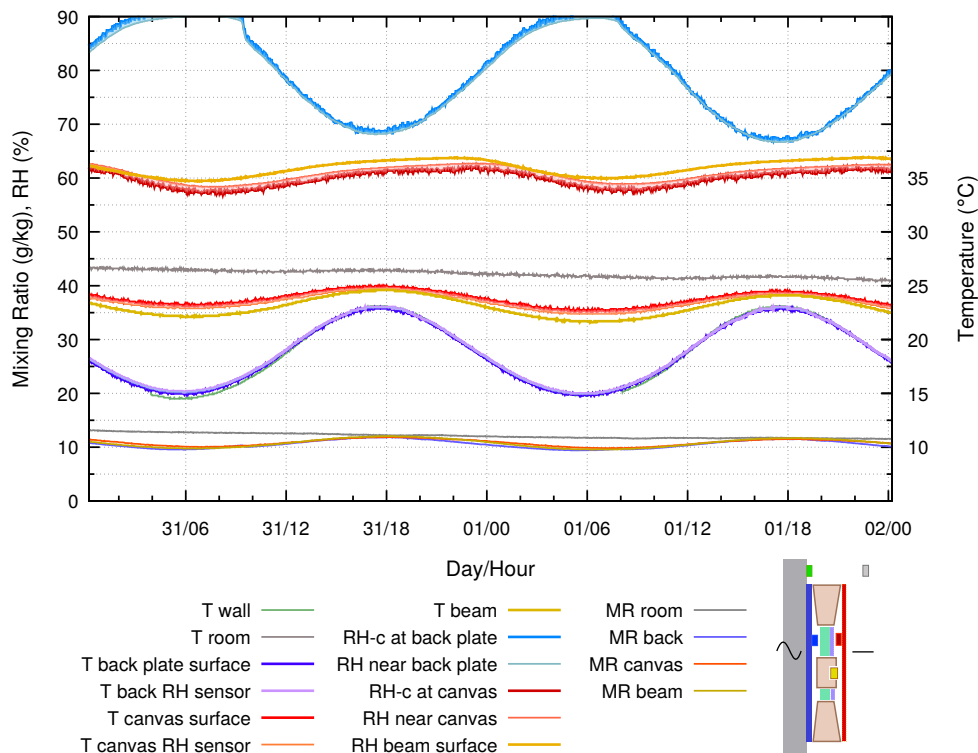 90
80
70
60
50
40
30
20
10
0
Mixing Ratio (g/kg), RH (%)
35
30
25
20
15
10
Temperature (°C)
31/06 31/12 31/18 01/00 01/06 01/12 01/18 02/00
Day/Hour
T wall T beam MR room
T room RH-c at back plate MR back
T back plate surface RH near back plate MR canvas
T back RH sensor RH-c at canvas MR beam
T canvas surface RH near canvas
T canvas RH sensor RH beam surface